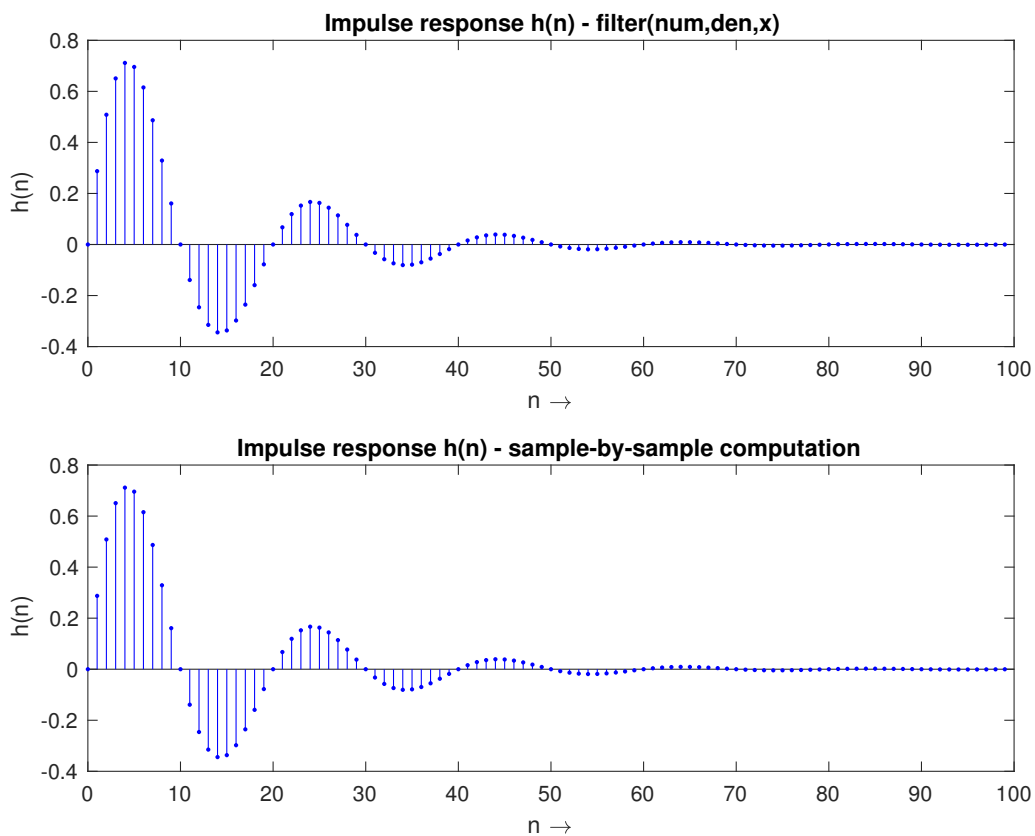 Impulse response h(n) - filter(num,den,x)
0.8
0.6
0.4
0.2
0
-0.2
-0.4
h(n)
0 10 20 30 40 50 60 70 80 90 100
n →
Impulse response h(n) - sample-by-sample computation
0.8
0.6
0.4
0.2
0
-0.2
-0.4
h(n)
0 10 20 30 40 50 60 70 80 90 100
n →